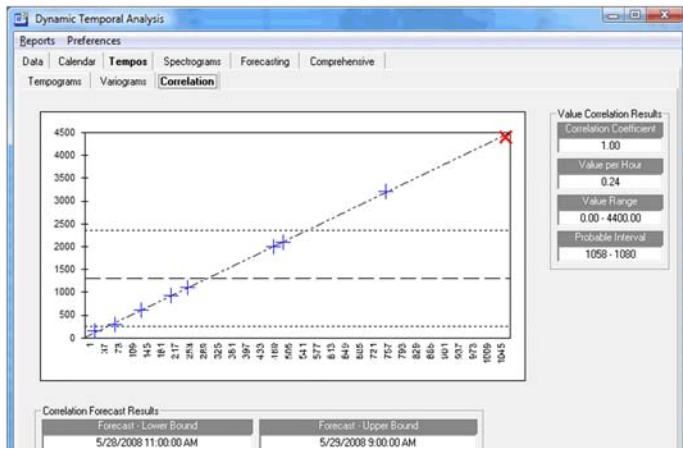 Dynamic Temporal Analysis
Reports Preferences
Data Calendar Tempos Spectrograms Forecasting Comprehensive
Tempograms Variograms Correlation
4500
4000
3500
3000
2500
2000
1500
1000
500
0
1 37 73 109 145 181 217 253 289 325 361 397 433 469 505 541 577 613 649 685 721 757 793 829 865 901 937 973 1009 1045
Value Correlation Results
Correlation Coefficient
1.00
Value per Hour
0.24
Value Range
0.00 - 4400.00
Probable Interval
1058 - 1080
Correlation Forecast Results
Forecast - Lower Bound Forecast - Upper Bound
5/28/2008 11:00:00 AM 5/29/2008 9:00:00 AM